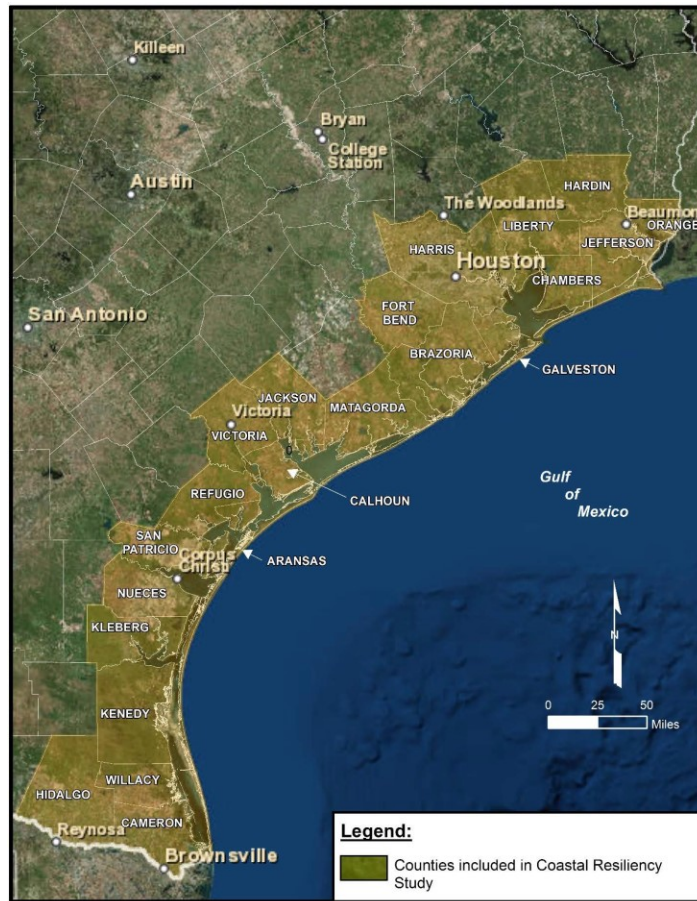 Killeen
Bryan
College
Station
Austin
HARDIN
The Woodlands
Beaumon
LIBERTY
ORANGE
HARRIS
JEFFERSON
Houston
CHAMBERS
San Antonio
FORT
BEND
BRAZORIA
GALVESTON
JACKSON
MATAGORDA
Victoria
VICTORIA
0
Gulf
of
Mexico
REFUGIO
CALHOUN
SAN
PATRICIO
Corpus
Christi
ARANSAS
NUECES
KLEBERG
N
KENEDY
0 25 50
Miles
WILLACY
HIDALGO
CAMERON
Reynosa
Brownsville
Legend:
Counties included in Coastal Resiliency
Study